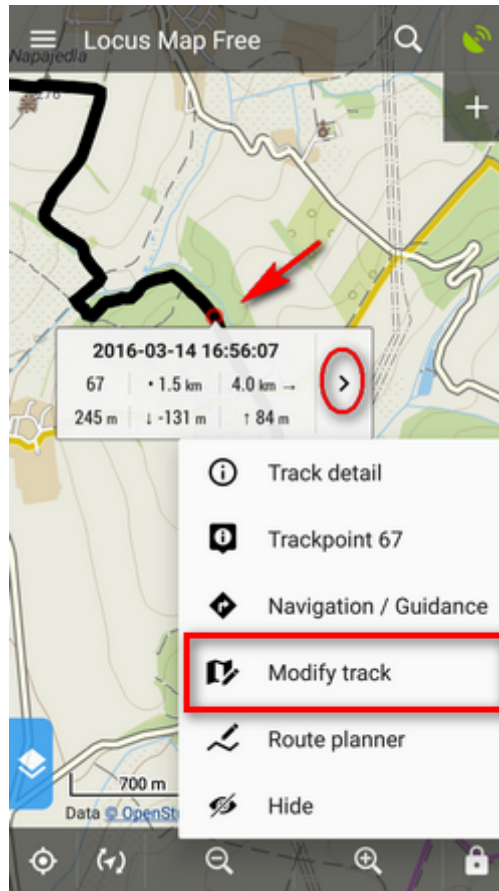 Locus Map Free
Napajedla
276
2016-03-14 16:56:07
67 • 1.5 km 4.0 km →
245 m ↓ -131 m ↑ 84 m
Track detail
Trackpoint 67
Navigation / Guidance
Modify track
Route planner
Hide
700 m
Data © OpenSt